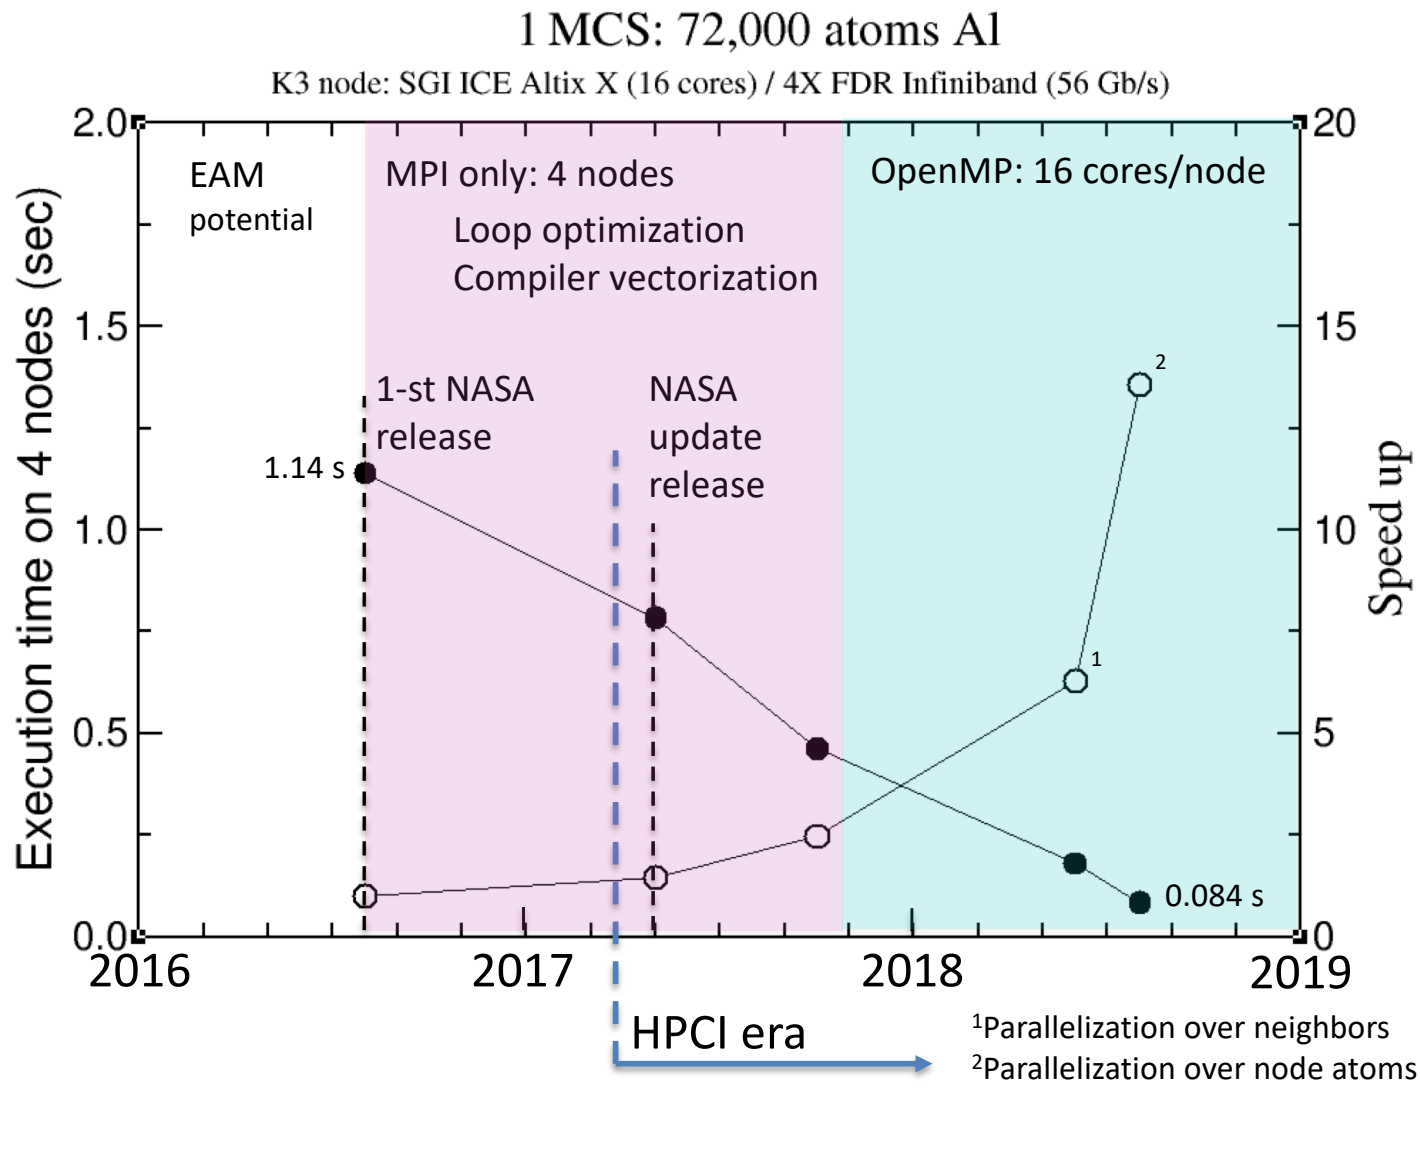 1 MCS: 72,000 atoms Al
K3 node: SGI ICE Altix X (16 cores) / 4X FDR Infiniband (56 Gb/s)
2.0
20
EAM
potential
MPI only: 4 nodes
OpenMP: 16 cores/node
Loop optimization
Compiler vectorization
1.5
15
2
1-st NASA
release
NASA
update
release
1.14 s
1.0
10
1
0.5
5
0.084 s
0.0
0
Execution time on 4 nodes (sec)
Speed up
2016
2017
2018
2019
HPCI era
¹Parallelization over neighbors
²Parallelization over node atoms